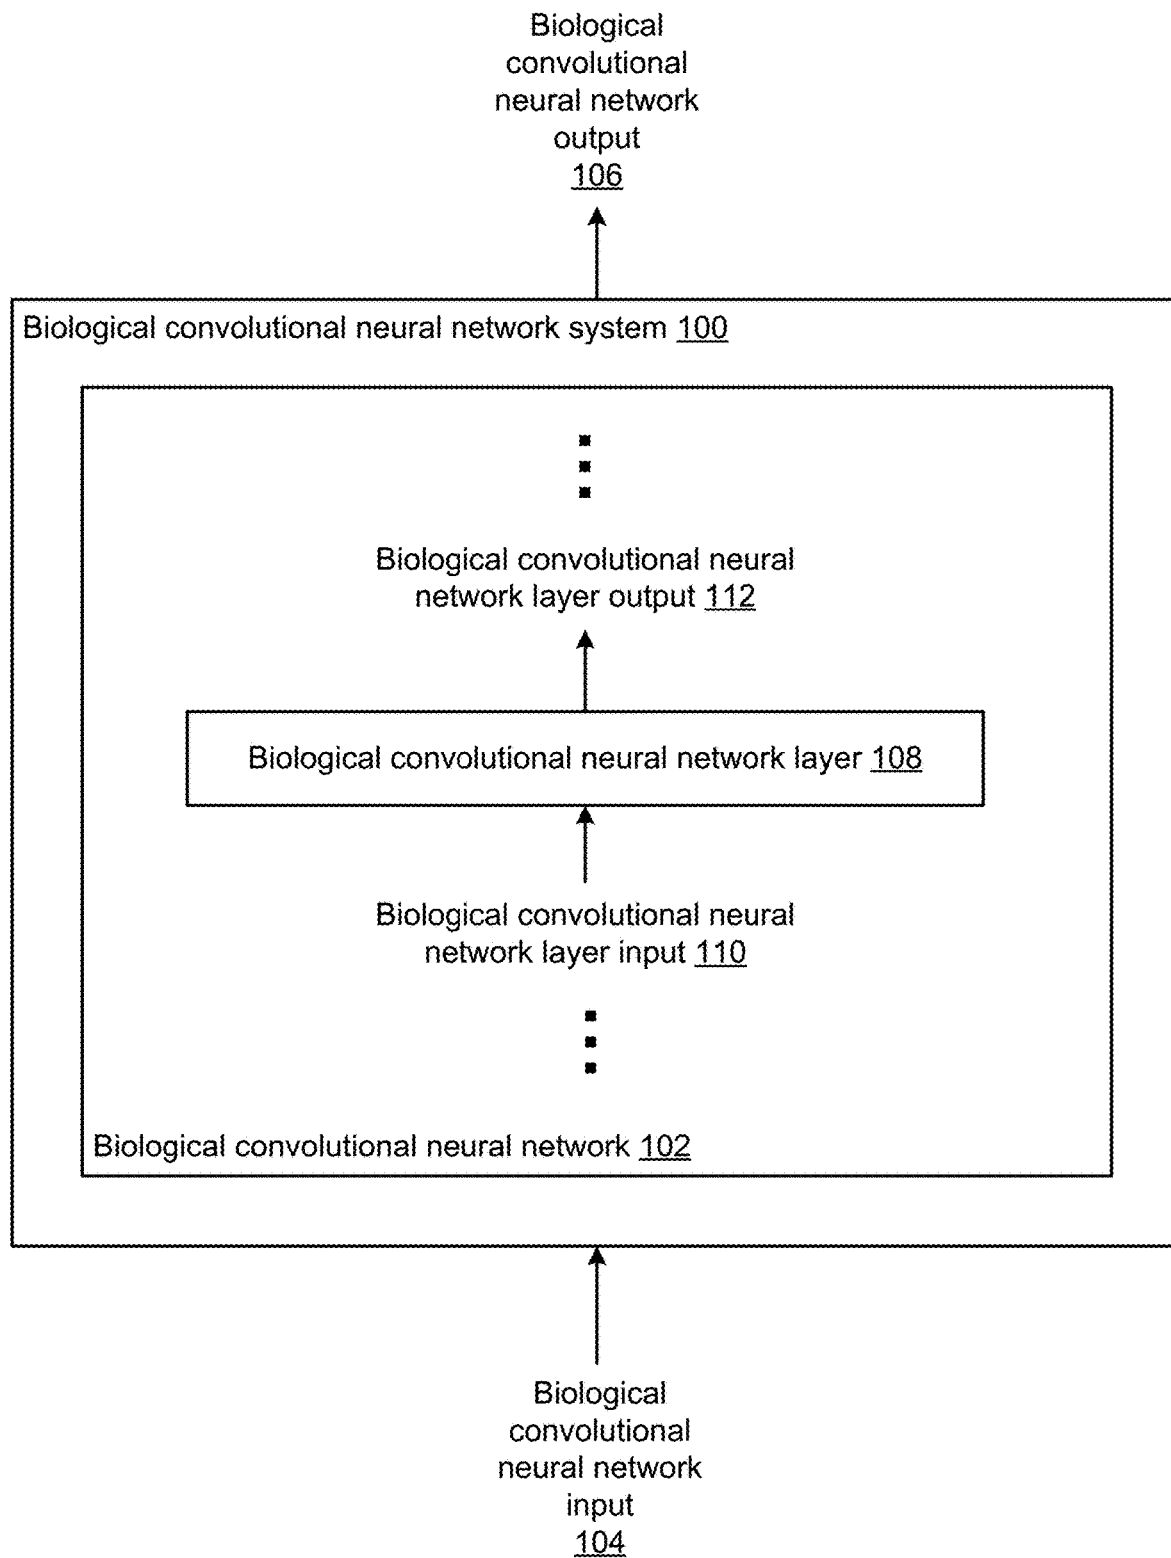 Biological
convolutional
neural network
output
106
Biological convolutional neural network system 100
Biological convolutional neural
network layer output 112
Biological convolutional neural network layer 108
Biological convolutional neural
network layer input 110
Biological convolutional neural network 102
Biological
convolutional
neural network
input
104